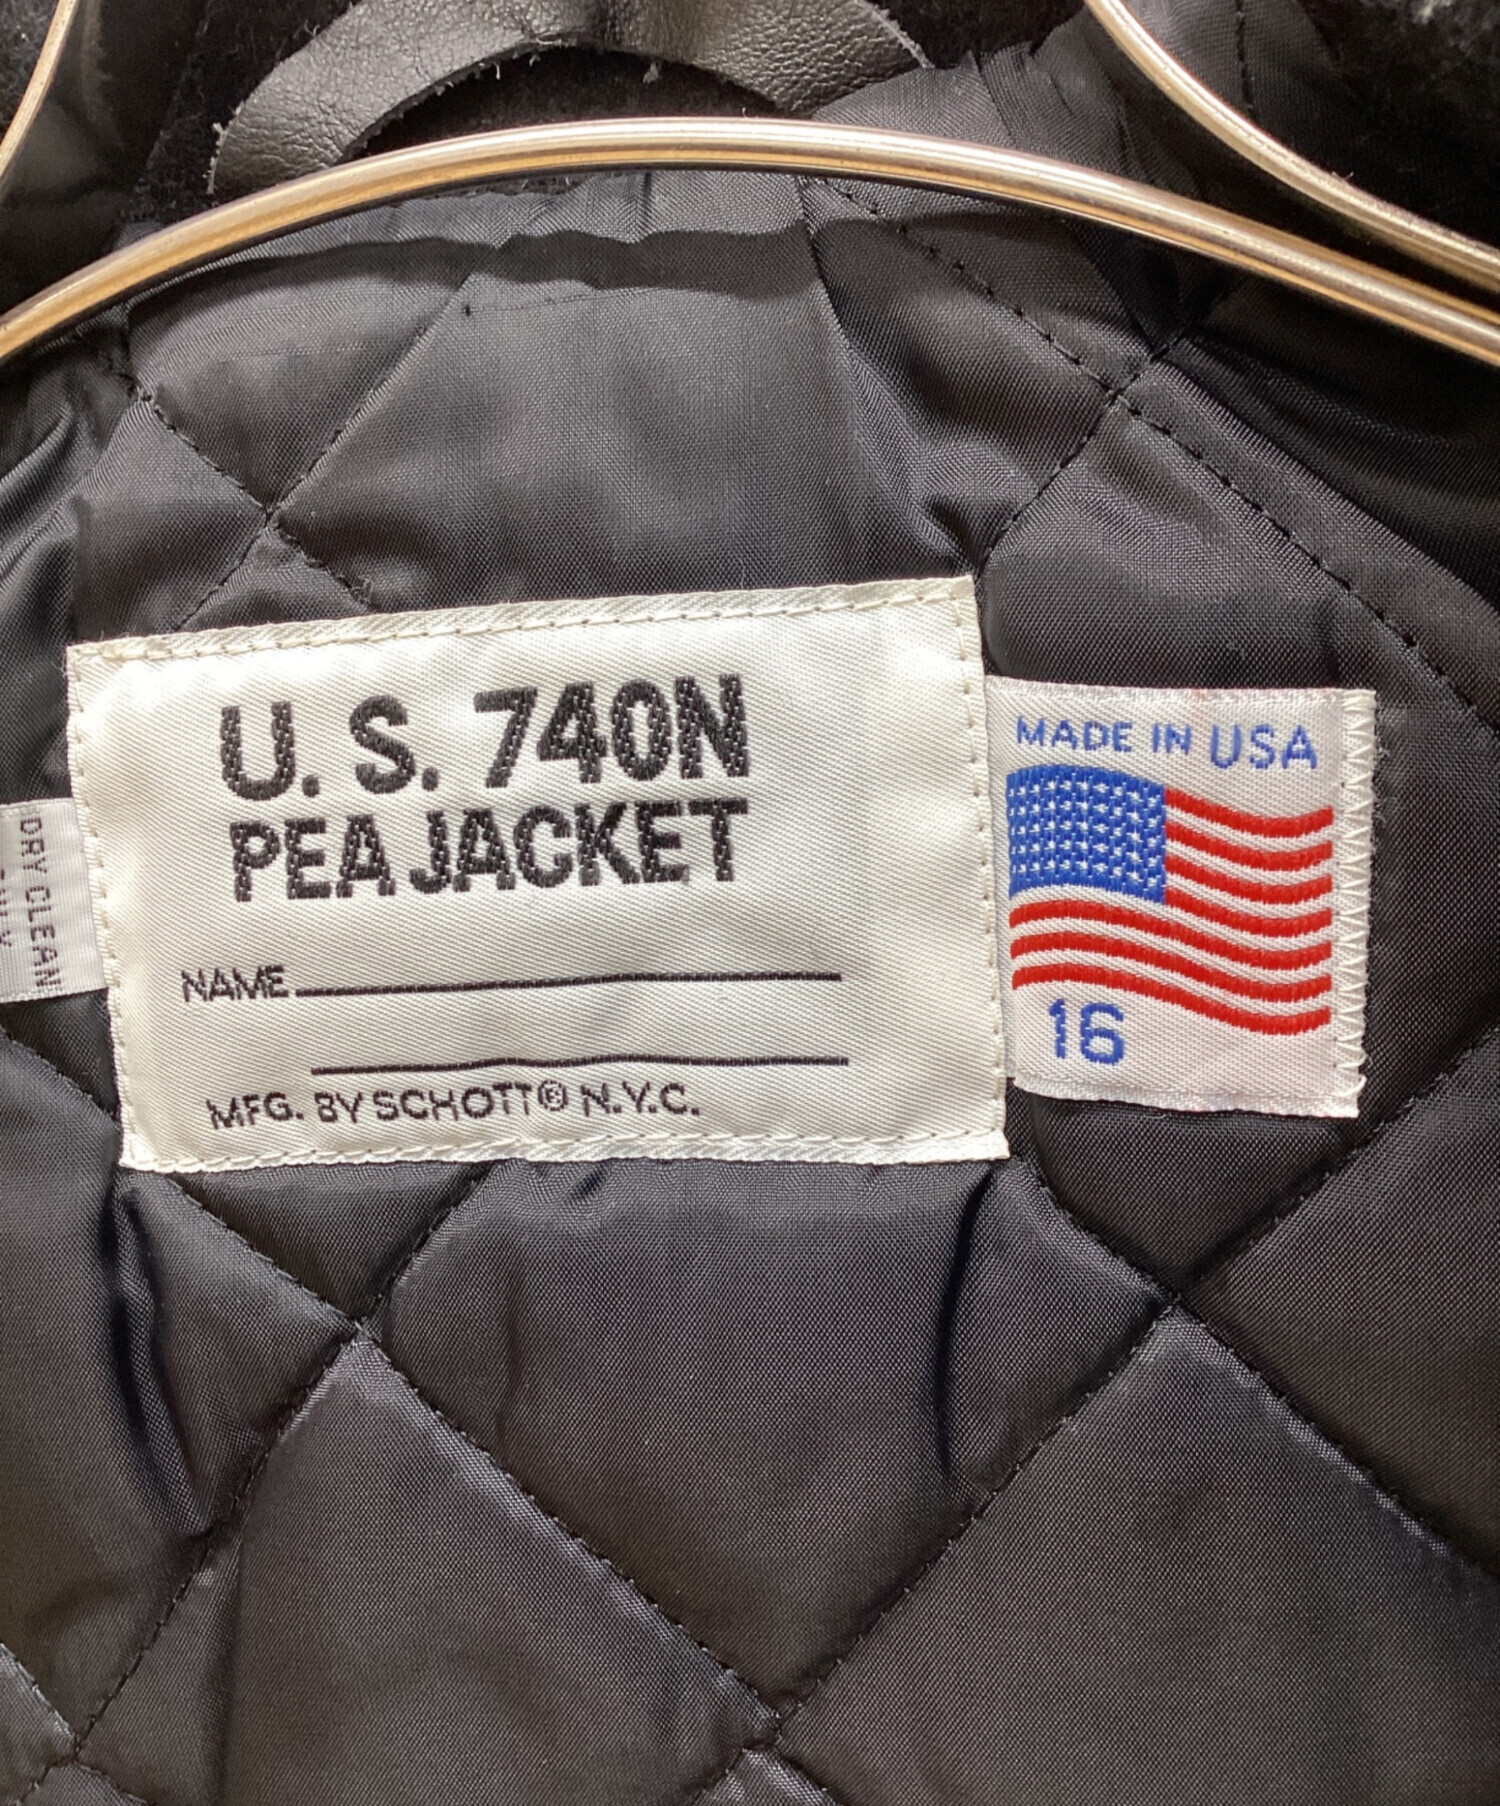 U. S. 740N
PEA JACKET
NAME
MFG. BY SCHOTT® N.Y.C.
MADE IN USA
16
DRY CLEAN